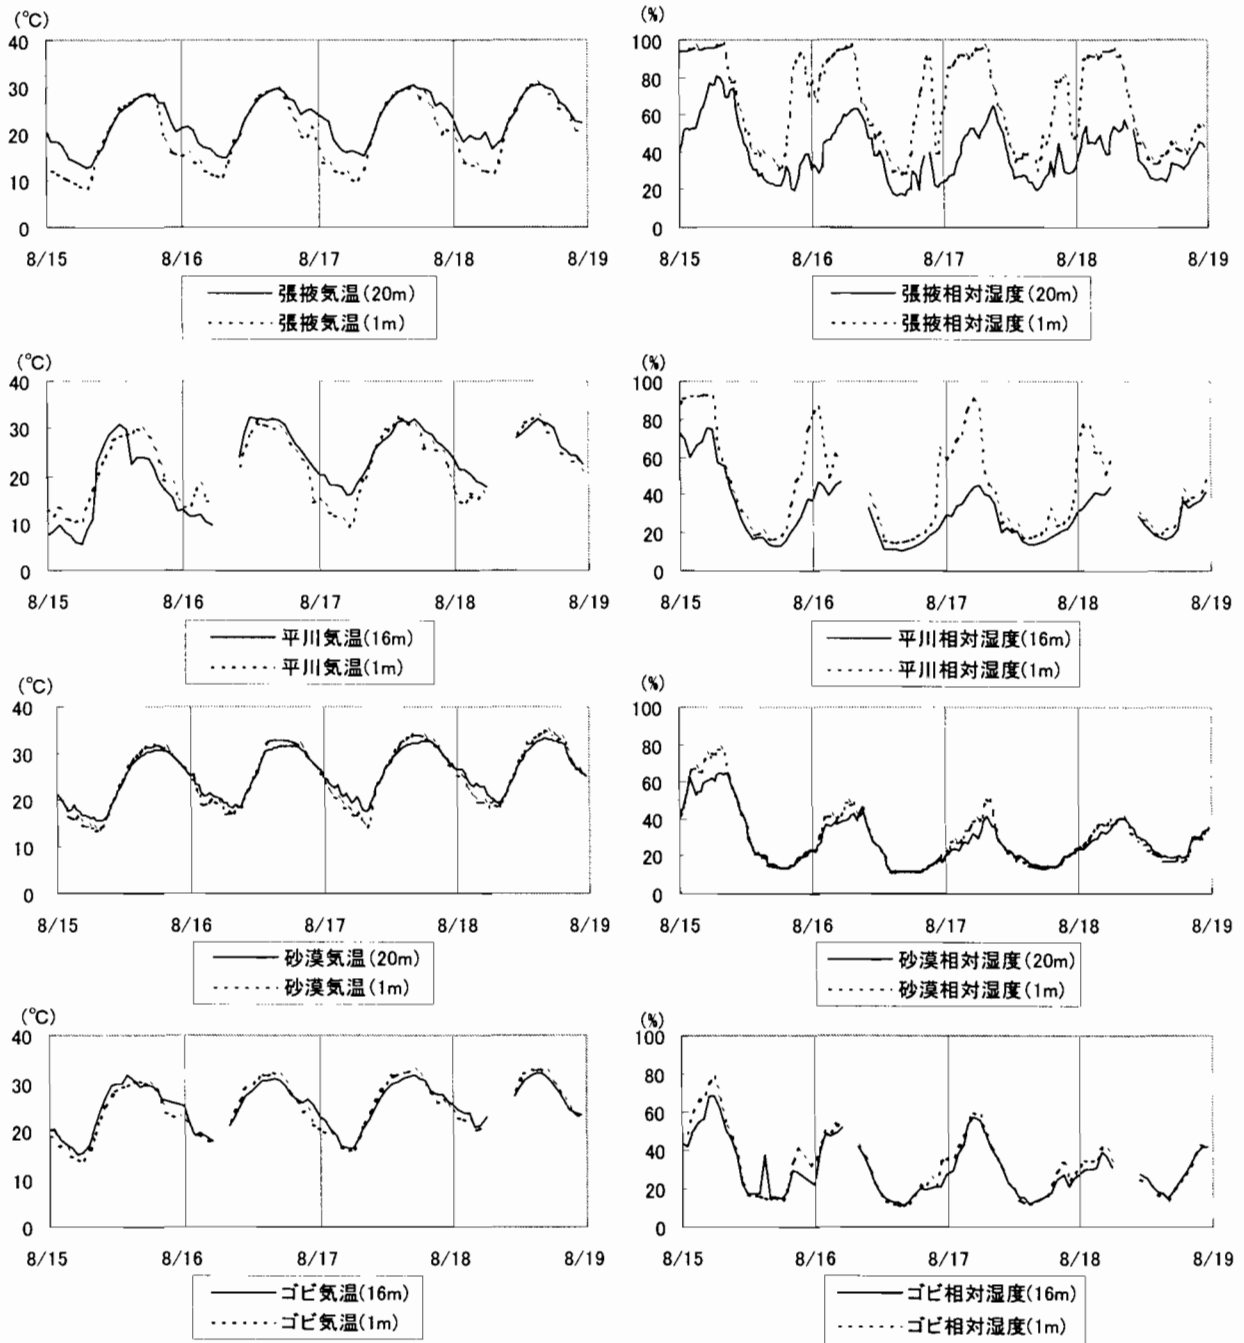 (℃)
40
30
20
10
0
8/15 8/16 8/17 8/18 8/19
張掖気温(20m)
張掖気温(1m)
(%)
100
80
60
40
20
0
8/15 8/16 8/17 8/18 8/19
張掖相対湿度(20m)
張掖相対湿度(1m)
(℃)
40
30
20
10
0
8/15 8/16 8/17 8/18 8/19
平川気温(16m)
平川気温(1m)
(%)
100
80
60
40
20
0
8/15 8/16 8/17 8/18 8/19
平川相対湿度(16m)
平川相対湿度(1m)
(℃)
40
30
20
10
0
8/15 8/16 8/17 8/18 8/19
砂漠気温(20m)
砂漠気温(1m)
(%)
100
80
60
40
20
0
8/15 8/16 8/17 8/18 8/19
砂漠相対湿度(20m)
砂漠相対湿度(1m)
(℃)
40
30
20
10
0
8/15 8/16 8/17 8/18 8/19
ゴビ気温(16m)
ゴビ気温(1m)
(%)
100
80
60
40
20
0
8/15 8/16 8/17 8/18 8/19
ゴビ相対湿度(16m)
ゴビ相対湿度(1m)